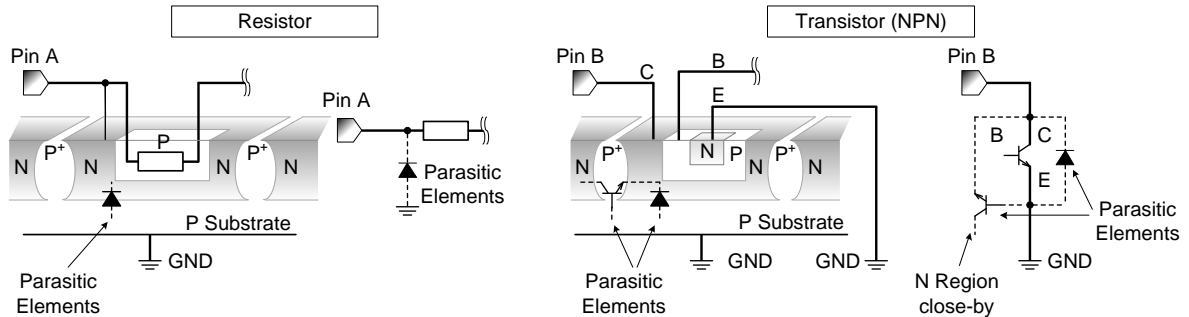 Resistor
Transistor (NPN)
Pin A
Pin B
C
B
E
Pin B
Pin A
P
N
P+
N
N
P+
N
Parasitic
Elements
N
P+
N
N
P
P+
N
B
C
E
P Substrate
GND
Parasitic
Elements
P Substrate
GND
GND
Parasitic
Elements
Parasitic
Elements
GND
N Region
close-by